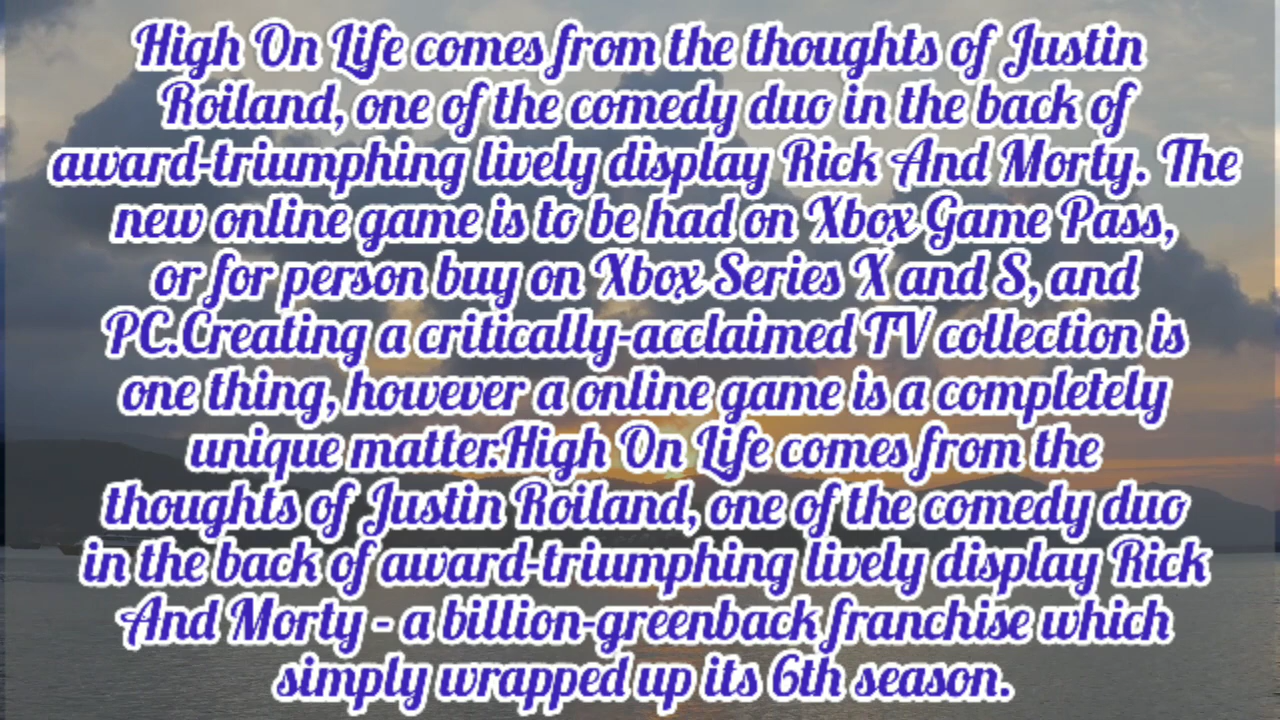 High On Life comes from the thoughts of Justin
Roiland, one of the comedy duo in the back of
award-triumphing lively display Rick And Morty. The
new online game is to be had on Xbox Game Pass,
or for person buy on Xbox Series X and S, and
PC.Creating a critically-acclaimed TV collection is
one thing, however a online game is a completely
unique matter.High On Life comes from the
thoughts of Justin Roiland, one of the comedy duo
in the back of award-triumphing lively display Rick
And Morty - a billion-greenback franchise which
simply wrapped up its 6th season.